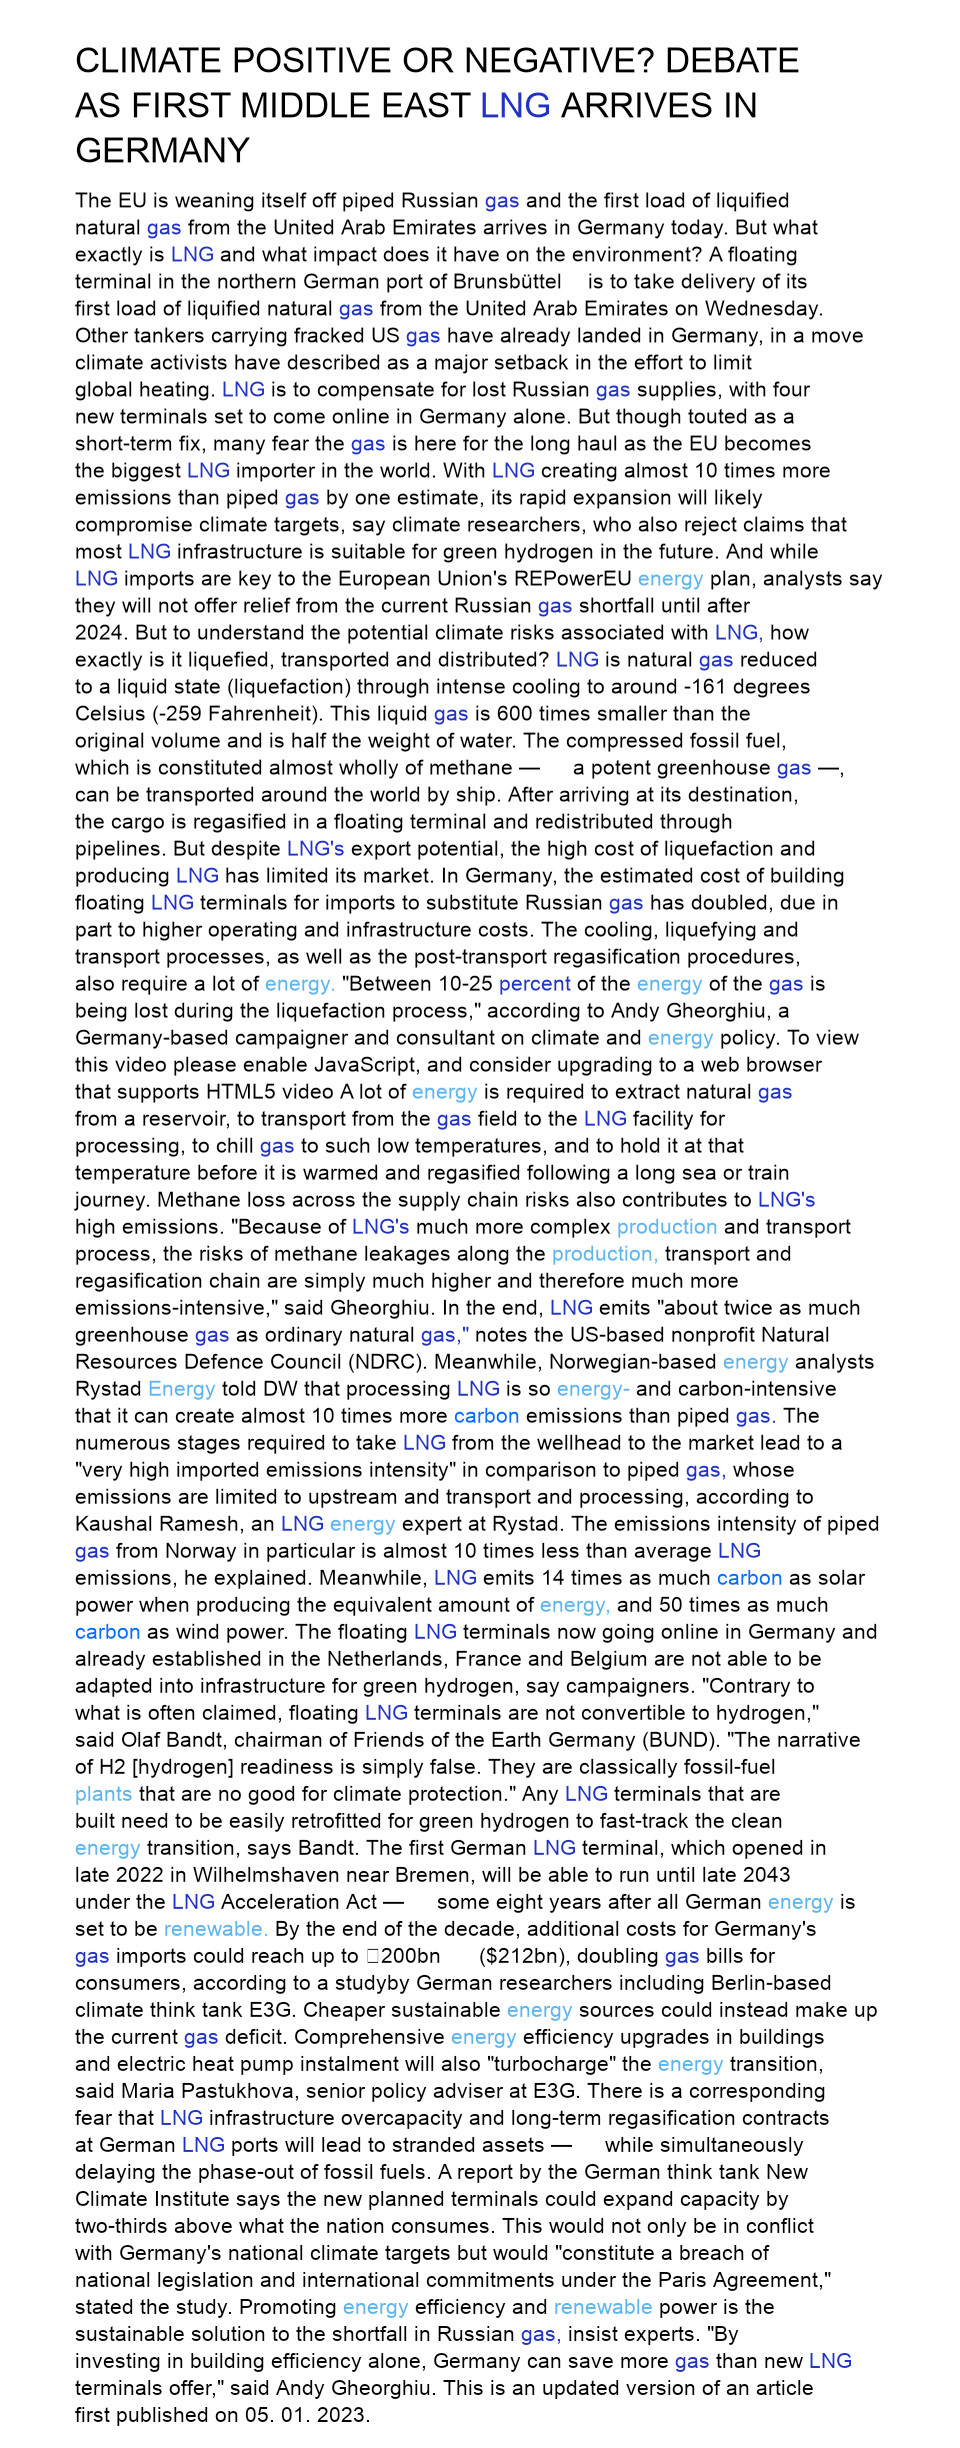 CLIMATE POSITIVE OR NEGATIVE? DEBATE
AS FIRST MIDDLE EAST LNG ARRIVES IN
GERMANY
The EU is weaning itself off piped Russian gas and the first load of liquified
natural gas from the United Arab Emirates arrives in Germany today. But what
exactly is LNG and what impact does it have on the environment? A floating
terminal in the northern German port of Brunsbüttel is to take delivery of its
first load of liquified natural gas from the United Arab Emirates on Wednesday.
Other tankers carrying fracked US gas have already landed in Germany, in a move
climate activists have described as a major setback in the effort to limit
global heating. LNG is to compensate for lost Russian gas supplies, with four
new terminals set to come online in Germany alone. But though touted as a
short-term fix, many fear the gas is here for the long haul as the EU becomes
the biggest LNG importer in the world. With LNG creating almost 10 times more
emissions than piped gas by one estimate, its rapid expansion will likely
compromise climate targets, say climate researchers, who also reject claims that
most LNG infrastructure is suitable for green hydrogen in the future. And while
LNG imports are key to the European Union's REPowerEU energy plan, analysts say
they will not offer relief from the current Russian gas shortfall until after
2024. But to understand the potential climate risks associated with LNG, how
exactly is it liquefied, transported and distributed? LNG is natural gas reduced
to a liquid state (liquefaction) through intense cooling to around -161 degrees
Celsius (-259 Fahrenheit). This liquid gas is 600 times smaller than the
original volume and is half the weight of water. The compressed fossil fuel,
which is constituted almost wholly of methane — a potent greenhouse gas —,
can be transported around the world by ship. After arriving at its destination,
the cargo is regasified in a floating terminal and redistributed through
pipelines. But despite LNG's export potential, the high cost of liquefaction and
producing LNG has limited its market. In Germany, the estimated cost of building
floating LNG terminals for imports to substitute Russian gas has doubled, due in
part to higher operating and infrastructure costs. The cooling, liquefying and
transport processes, as well as the post-transport regasification procedures,
also require a lot of energy. "Between 10-25 percent of the energy of the gas is
being lost during the liquefaction process," according to Andy Gheorghiu, a
Germany-based campaigner and consultant on climate and energy policy. To view
this video please enable JavaScript, and consider upgrading to a web browser
that supports HTML5 video A lot of energy is required to extract natural gas
from a reservoir, to transport from the gas field to the LNG facility for
processing, to chill gas to such low temperatures, and to hold it at that
temperature before it is warmed and regasified following a long sea or train
journey. Methane loss across the supply chain risks also contributes to LNG's
high emissions. "Because of LNG's much more complex production and transport
process, the risks of methane leakages along the production, transport and
regasification chain are simply much higher and therefore much more
emissions-intensive," said Gheorghiu. In the end, LNG emits "about twice as much
greenhouse gas as ordinary natural gas," notes the US-based nonprofit Natural
Resources Defence Council (NDRC). Meanwhile, Norwegian-based energy analysts
Rystad Energy told DW that processing LNG is so energy- and carbon-intensive
that it can create almost 10 times more carbon emissions than piped gas. The
numerous stages required to take LNG from the wellhead to the market lead to a
"very high imported emissions intensity" in comparison to piped gas, whose
emissions are limited to upstream and transport and processing, according to
Kaushal Ramesh, an LNG energy expert at Rystad. The emissions intensity of piped
gas from Norway in particular is almost 10 times less than average LNG
emissions, he explained. Meanwhile, LNG emits 14 times as much carbon as solar
power when producing the equivalent amount of energy, and 50 times as much
carbon as wind power. The floating LNG terminals now going online in Germany and
already established in the Netherlands, France and Belgium are not able to be
adapted into infrastructure for green hydrogen, say campaigners. "Contrary to
what is often claimed, floating LNG terminals are not convertible to hydrogen,"
said Olaf Bandt, chairman of Friends of the Earth Germany (BUND). "The narrative
of H2 [hydrogen] readiness is simply false. They are classically fossil-fuel
plants that are no good for climate protection." Any LNG terminals that are
built need to be easily retrofitted for green hydrogen to fast-track the clean
energy transition, says Bandt. The first German LNG terminal, which opened in
late 2022 in Wilhelmshaven near Bremen, will be able to run until late 2043
under the LNG Acceleration Act — some eight years after all German energy is
set to be renewable. By the end of the decade, additional costs for Germany's
gas imports could reach up to 200bn ($212bn), doubling gas bills for
consumers, according to a studyby German researchers including Berlin-based
climate think tank E3G. Cheaper sustainable energy sources could instead make up
the current gas deficit. Comprehensive energy efficiency upgrades in buildings
and electric heat pump instalment will also "turbocharge" the energy transition,
said Maria Pastukhova, senior policy adviser at E3G. There is a corresponding
fear that LNG infrastructure overcapacity and long-term regasification contracts
at German LNG ports will lead to stranded assets — while simultaneously
delaying the phase-out of fossil fuels. A report by the German think tank New
Climate Institute says the new planned terminals could expand capacity by
two-thirds above what the nation consumes. This would not only be in conflict
with Germany's national climate targets but would "constitute a breach of
national legislation and international commitments under the Paris Agreement,"
stated the study. Promoting energy efficiency and renewable power is the
sustainable solution to the shortfall in Russian gas, insist experts. "By
investing in building efficiency alone, Germany can save more gas than new LNG
terminals offer," said Andy Gheorghiu. This is an updated version of an article
first published on 05. 01. 2023.